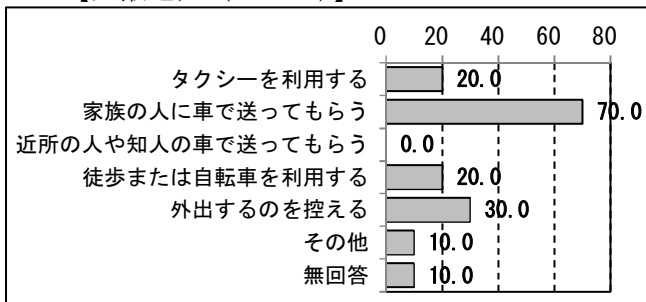 0 20 40 60 80
タクシーを利用する 20.0
家族の人に車で送ってもらう 70.0
近所の人や知人の車で送ってもらう 0.0
徒歩または自転車を利用する 20.0
外出するのを控える 30.0
その他 10.0
無回答 10.0